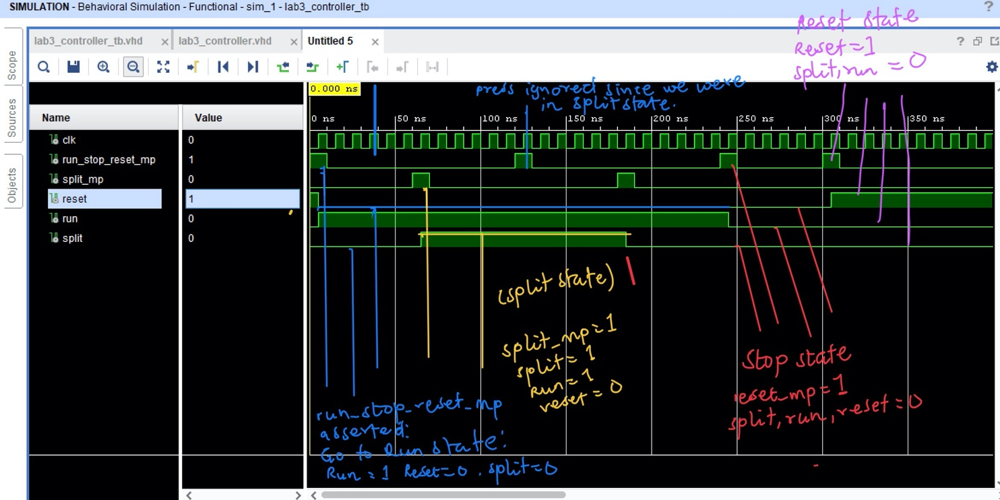 SIMULATION - Behavioral Simulation - Functional - sim_1 - lab3_controller_tb
?
Scope
Sources
Objects
lab3_controller_tb.vhd ×
lab3_controller.vhd ×
Untitled 5 ×
?
Reset state
Reset=1
split,run = 0
Name
Value
clk 0
run_stop_reset_mp 1
split_mp 0
reset 1
run 0
split 0
0.000 ns
press ignored since we were
in split state.
0 ns 50 ns 100 ns 150 ns 200 ns 250 ns 300 ns 350 ns
(split state)
split_mp=1
split=1
Run=1
reset=0
run_stop_reset_mp
asserted:
Go to Run state:
Run=1 Reset=0. split=0
Stop state
reset_mp=1
split,run,reset=0